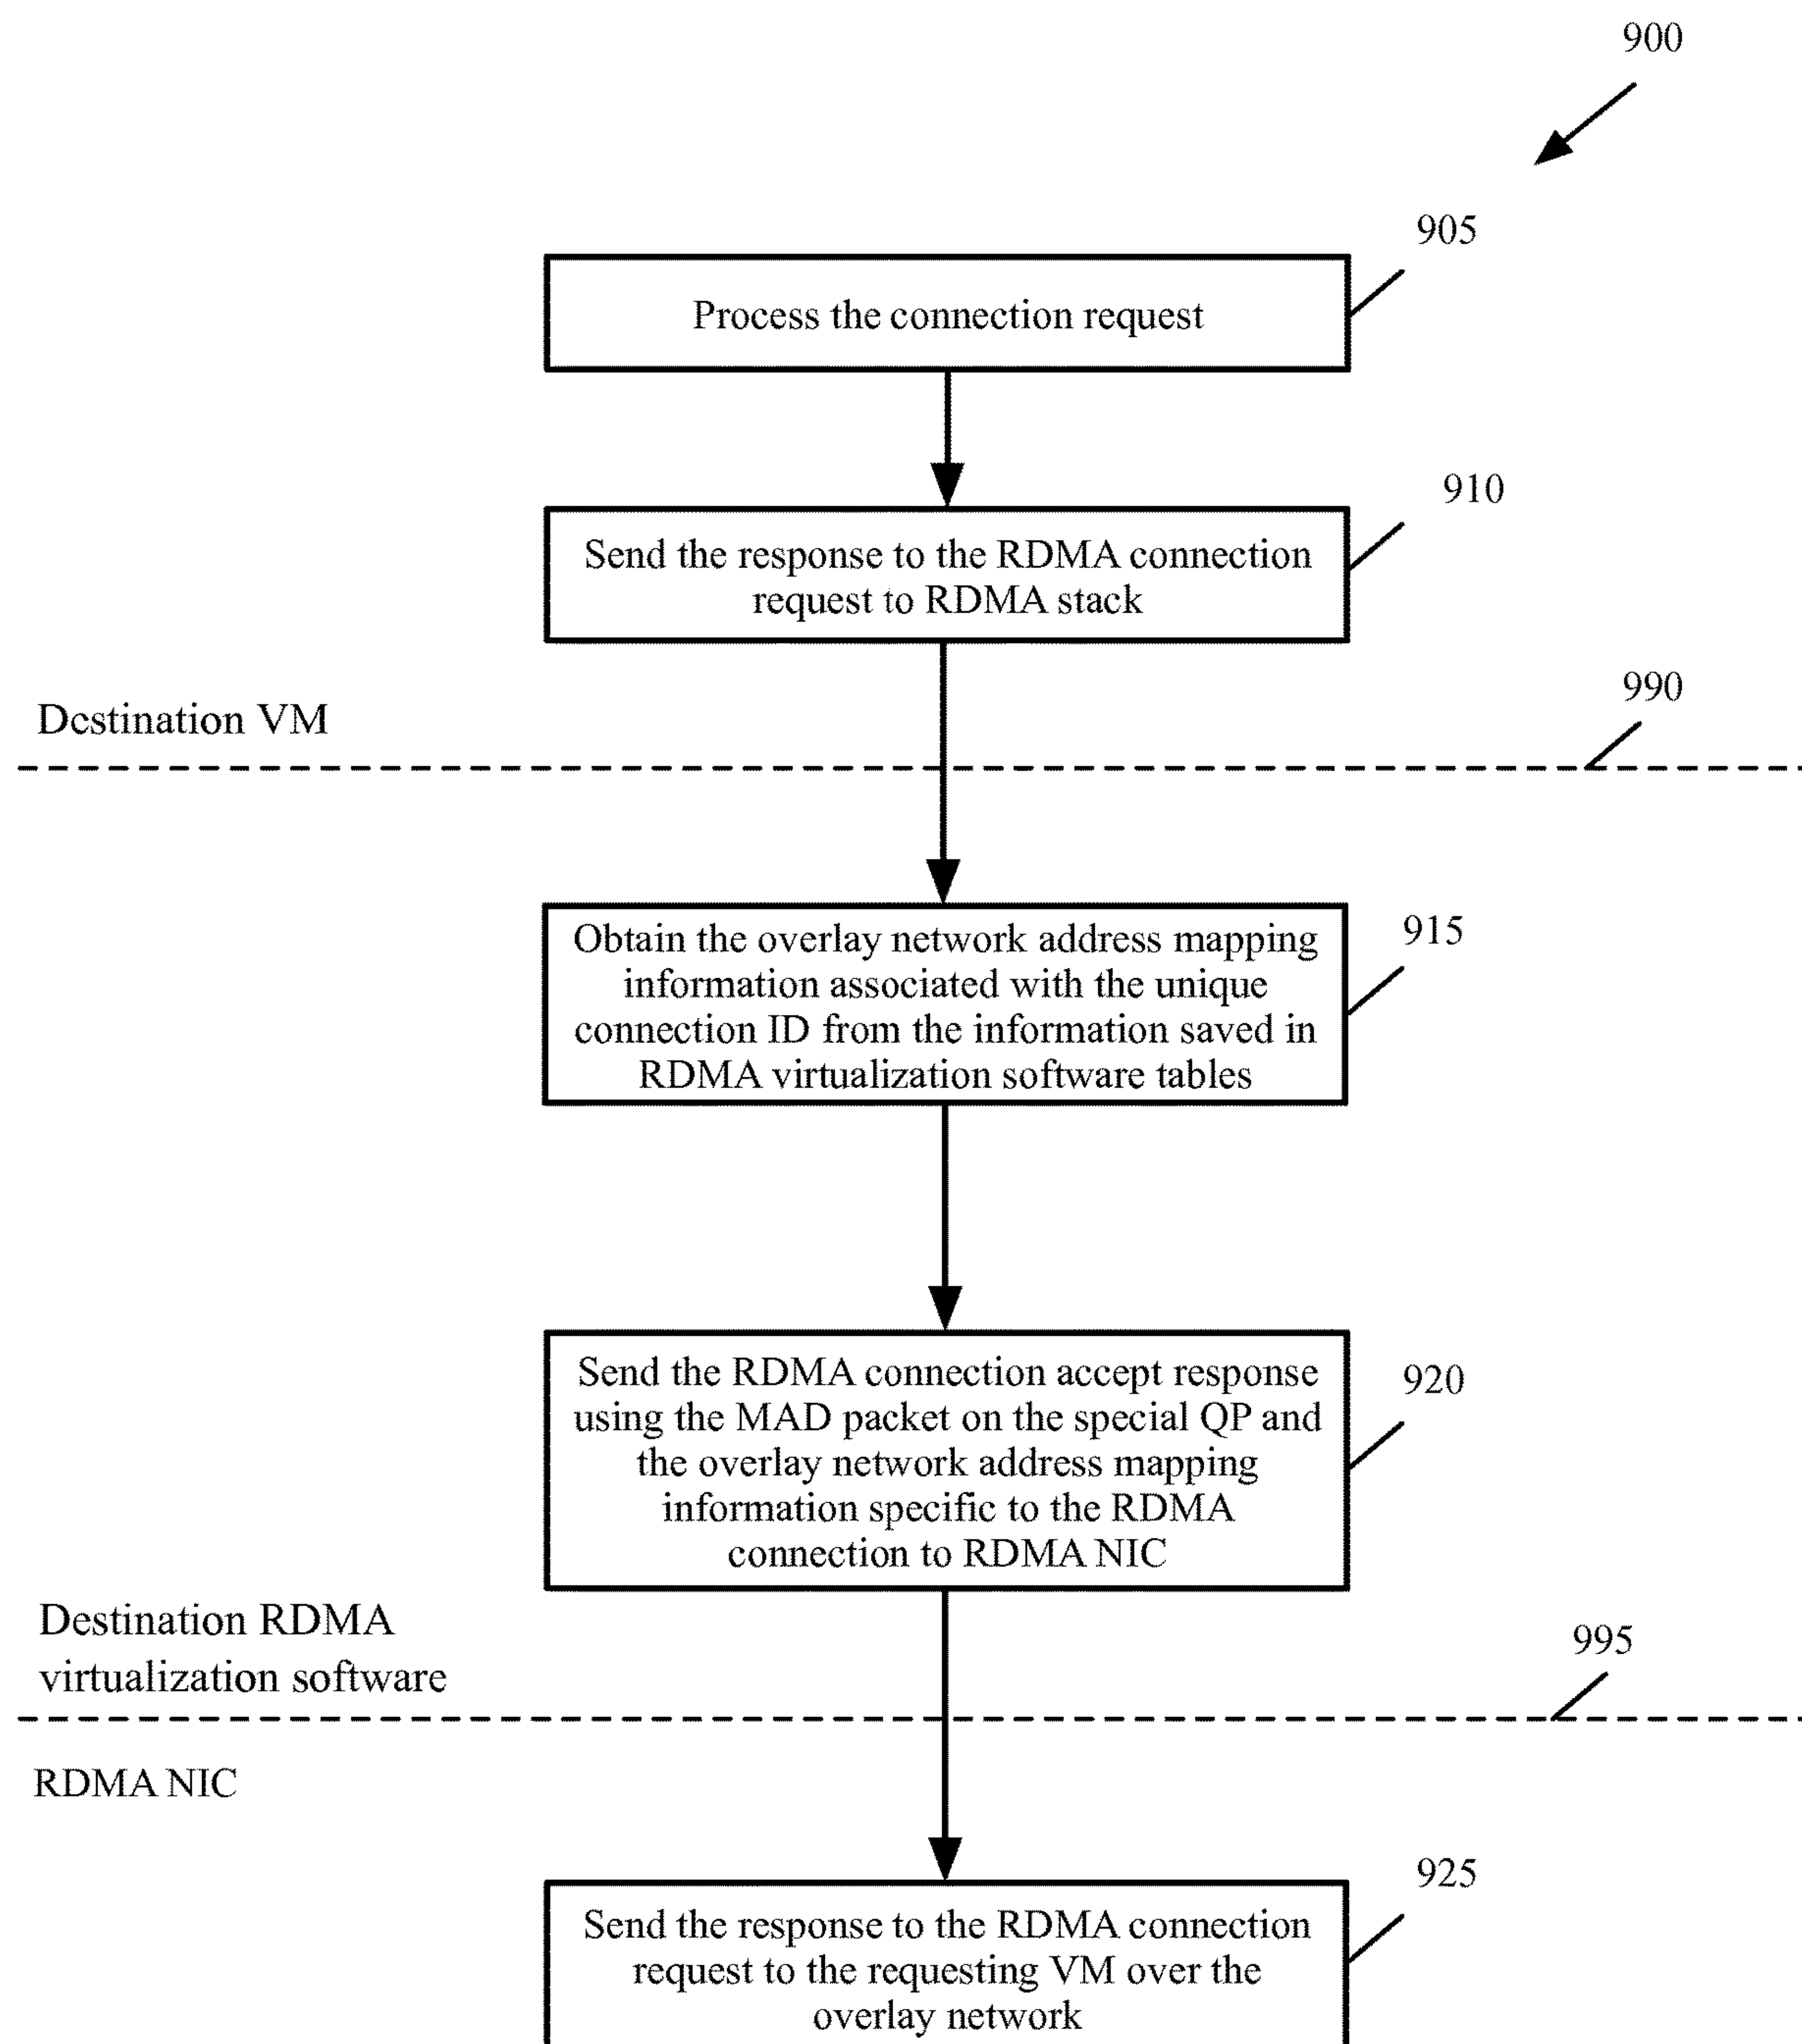 900
905
Process the connection request
910
Send the response to the RDMA connection
request to RDMA stack
990
Destination VM
915
Obtain the overlay network address mapping
information associated with the unique
connection ID from the information saved in
RDMA virtualization software tables
920
Send the RDMA connection accept response
using the MAD packet on the special QP and
the overlay network address mapping
information specific to the RDMA
connection to RDMA NIC
Destination RDMA
virtualization software
995
RDMA NIC
925
Send the response to the RDMA connection
request to the requesting VM over the
overlay network